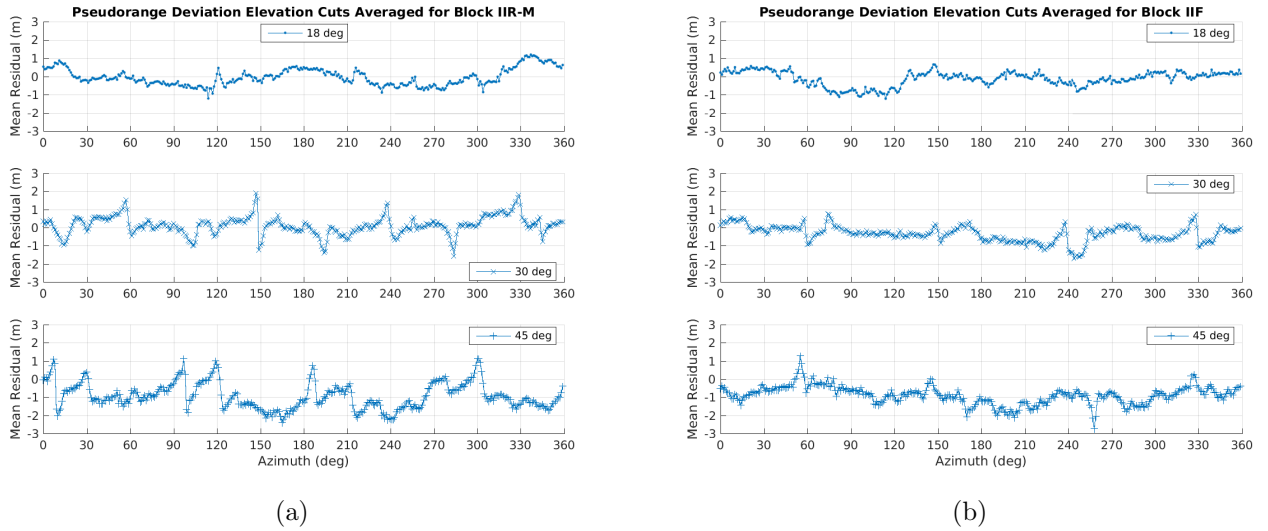 Pseudorange Deviation Elevation Cuts Averaged for Block IIR-M
3
2
1
0
-1
-2
-3
Mean Residual (m)
18 deg
0 30 60 90 120 150 180 210 240 270 300 330 360
3
2
1
0
-1
-2
-3
Mean Residual (m)
30 deg
0 30 60 90 120 150 180 210 240 270 300 330 360
3
2
1
0
-1
-2
-3
Mean Residual (m)
45 deg
0 30 60 90 120 150 180 210 240 270 300 330 360
Azimuth (deg)
(a)
Pseudorange Deviation Elevation Cuts Averaged for Block IIF
3
2
1
0
-1
-2
-3
Mean Residual (m)
18 deg
0 30 60 90 120 150 180 210 240 270 300 330 360
3
2
1
0
-1
-2
-3
Mean Residual (m)
30 deg
0 30 60 90 120 150 180 210 240 270 300 330 360
3
2
1
0
-1
-2
-3
Mean Residual (m)
45 deg
0 30 60 90 120 150 180 210 240 270 300 330 360
Azimuth (deg)
(b)